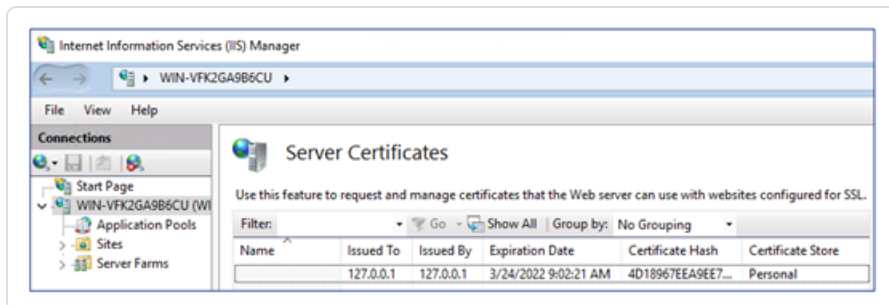 Internet Information Services (IIS) Manager
WIN-VFK2GA9B6CU
File View Help
Connections
Server Certificates
Start Page
WIN-VFK2GA9B6CU (WI
Application Pools
Sites
Server Farms
Use this feature to request and manage certificates that the Web server can use with websites configured for SSL.
Filter: Go Show All Group by: No Grouping
Name Issued To Issued By Expiration Date Certificate Hash Certificate Store
127.0.0.1 127.0.0.1 3/24/2022 9:02:21 AM 4D18967EEA9EE7... Personal